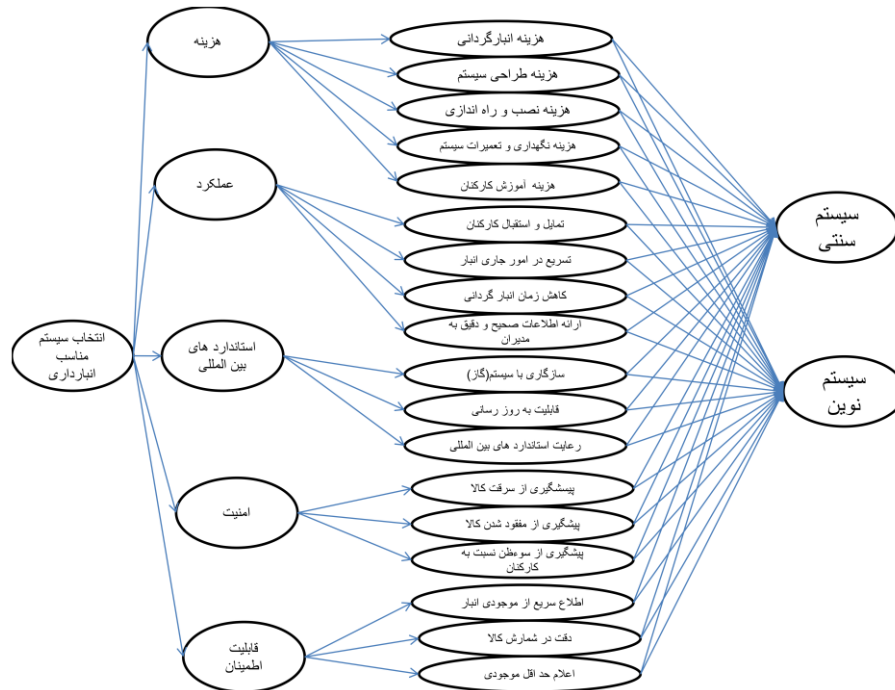 انتخاب سیستم
مناسب
انبارداری
هزینه
عملکرد
استاندارد های
بین المللی
امنیت
قابلیت
اطمینان
هزینه انبارگردانی
هزینه طراحی سیستم
هزینه نصب و راه اندازی
هزینه نگهداری و تعمیرات سیستم
هزینه آموزش کارکنان
تمایل و استقبال کارکنان
تسریع در امور جاری انبار
کاهش زمان انبار گردانی
ارائه اطلاعات صحیح و دقیق به
مدیران
سازگاری با سیستم(گاز)
قابلیت به روز رسانی
رعایت استاندارد های بین المللی
پیسشگیری از سرقت کالا
پیشگیری از مفقود شدن کالا
پیشگیری از سوءظن نسبت به
کارکنان
اطلاع سریع از موجودی انبار
دقت در شمارش کالا
اعلام حد اقل موجودی
سیستم
سنتی
سیستم
نوین